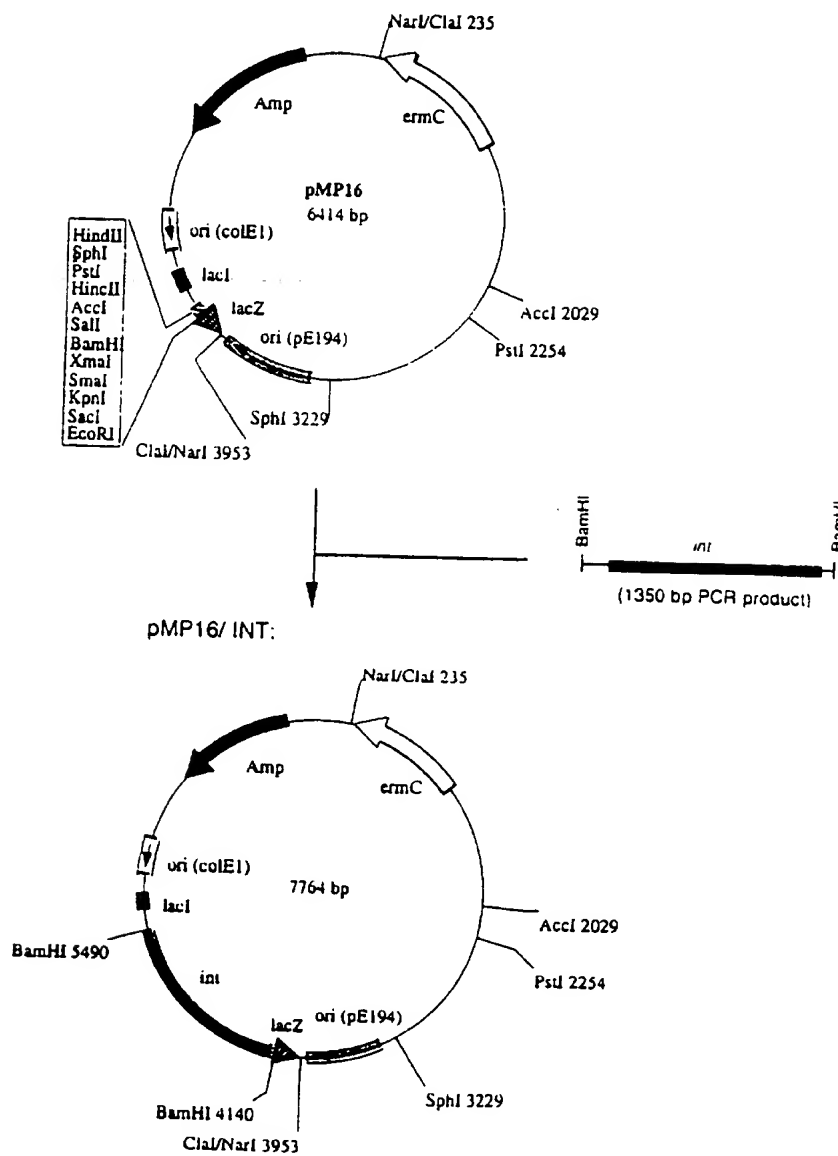 NarI/ClaI 235
Amp
ermC
pMP16
6414 bp
ori (colE1)
lacI
lacZ
ori (pE194)
HindII
SphI
PstI
HincII
AccI
SalI
BamHI
XmaI
SmaI
KpnI
SacI
EcoRI
AccI 2029
PstI 2254
SphI 3229
ClaI/NarI 3953
BamHI
int
BamHI
(1350 bp PCR product)
pMP16/ INT:
NarI/ClaI 235
Amp
ermC
ori (colE1)
7764 bp
lacI
AccI 2029
BamHI 5490
PstI 2254
int
lacZ
ori (pE194)
SphI 3229
BamHI 4140
ClaI/NarI 3953